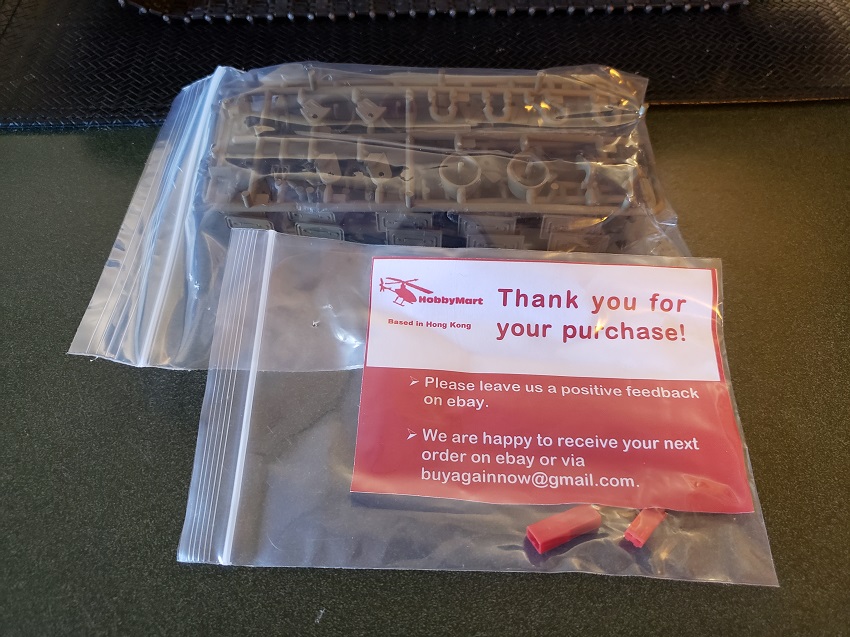 HobbyMart
Based in Hong Kong
Thank you for
your purchase!
➢ Please leave us a positive feedback
on ebay.
➢ We are happy to receive your next
order on ebay or via
buyagainnow@gmail.com.